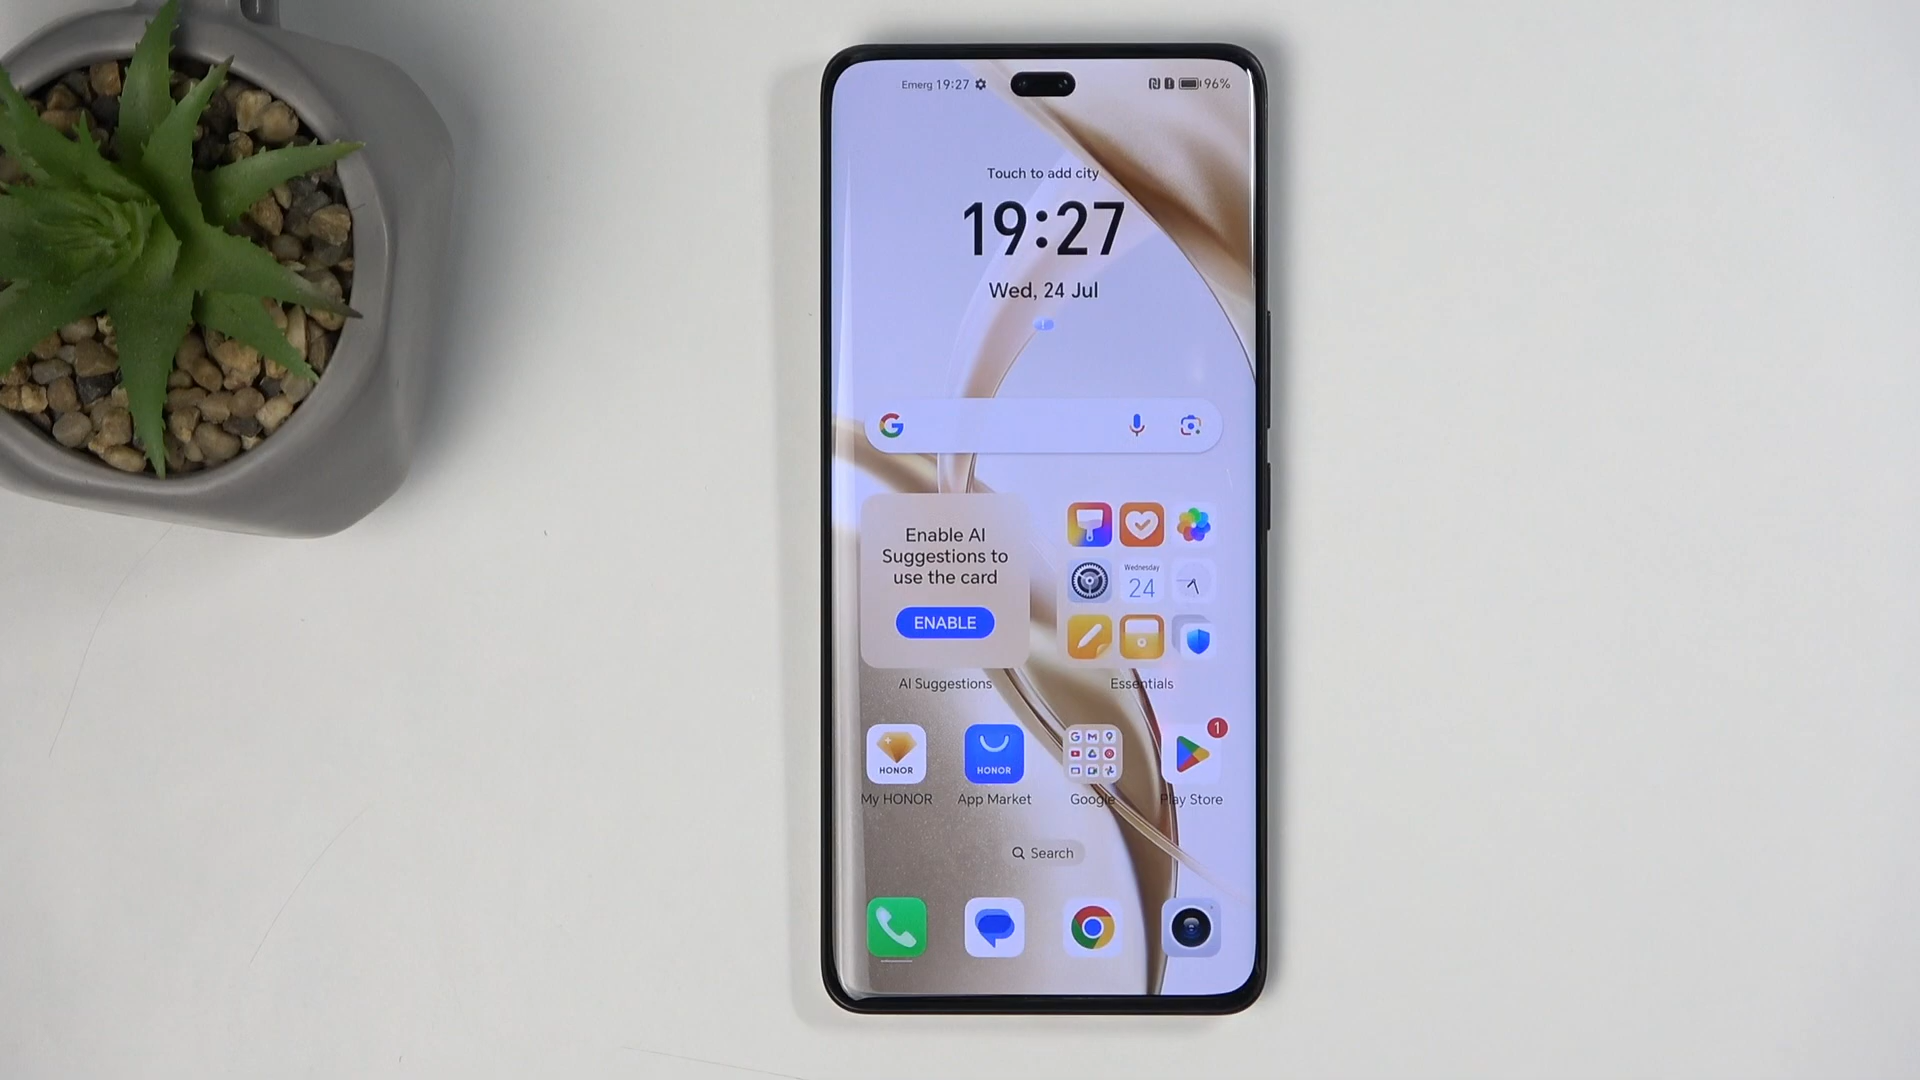 Emerg 19:27
96%
Touch to add city
19:27
Wed, 24 Jul
Enable AI
Suggestions to
use the card
ENABLE
Wednesday
24
AI Suggestions
Essentials
1
HONOR
HONOR
My HONOR
App Market
Google
Play Store
Search